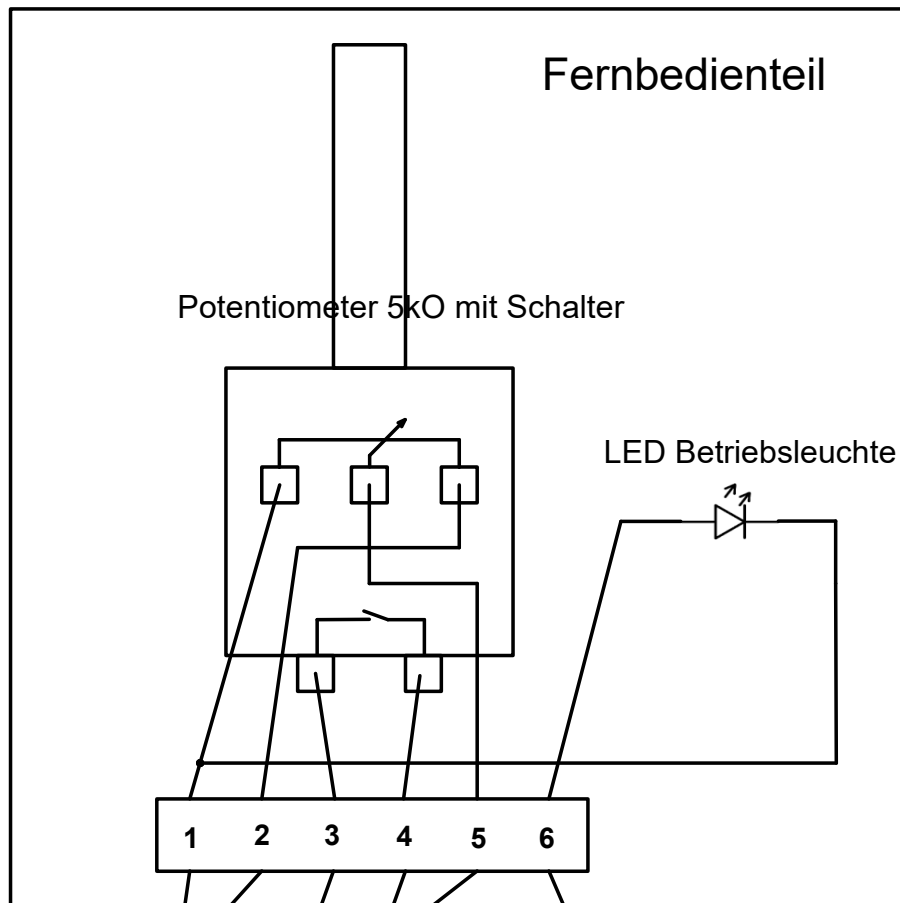 Fernbedienteil
Potentiometer 5kO mit Schalter
LED Betriebsleuchte
1 2 3 4 5 6